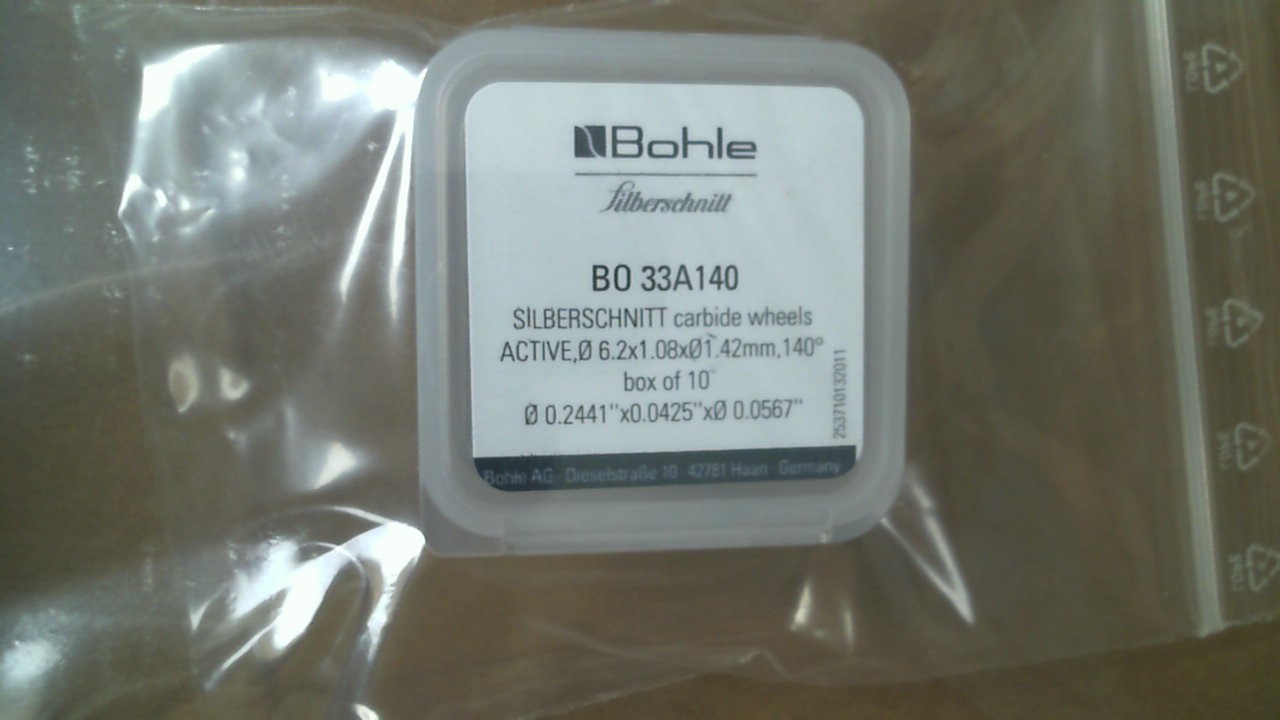 Bohle
Silberschnitt
BO 33A140
SILBERSCHNITT carbide wheels
ACTIVE,Ø 6.2x1.08xØ1.42mm,140°
box of 10
Ø 0.2441"x0.0425"xØ 0.0567"
253710132011
Bohle AG · Dieselstraße 10 · 42781 Haan · Germany